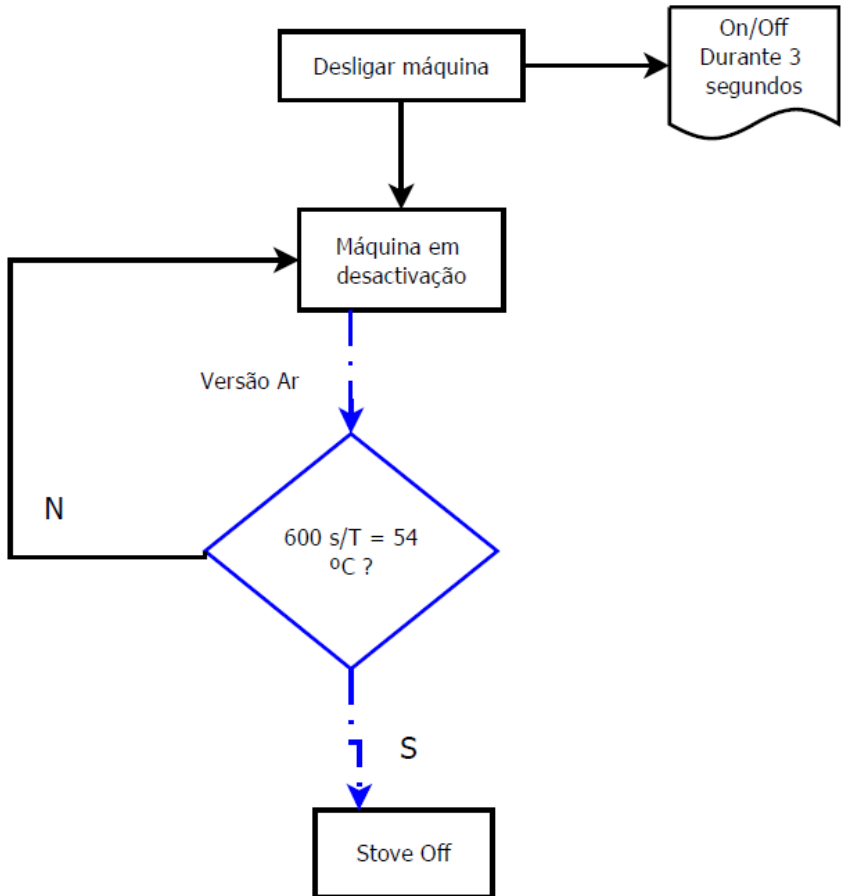 Desligar máquina
On/Off
Durante 3
segundos
Máquina em
desactivação
Versão Ar
N
600 s/T = 54
ºC ?
S
Stove Off